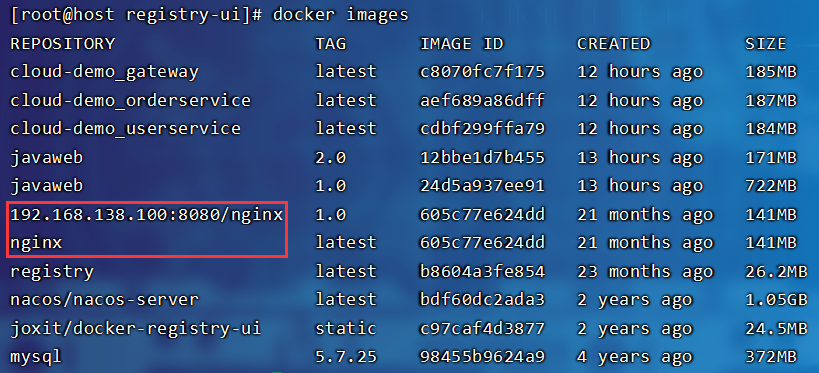 [root@host registry-ui]# docker images
REPOSITORY TAG IMAGE ID CREATED SIZE
cloud-demo_gateway latest c8070fc7f175 12 hours ago 185MB
cloud-demo_orderservice latest aef689a86dff 12 hours ago 187MB
cloud-demo_userservice latest cdbf299ffa79 12 hours ago 184MB
javaweb 2.0 12bbe1d7b455 13 hours ago 171MB
javaweb 1.0 24d5a937ee91 13 hours ago 722MB
192.168.138.100:8080/nginx 1.0 605c77e624dd 21 months ago 141MB
nginx latest 605c77e624dd 21 months ago 141MB
registry latest b8604a3fe854 23 months ago 26.2MB
nacos/nacos-server latest bdf60dc2ada3 2 years ago 1.05GB
joxit/docker-registry-ui static c97caf4d3877 2 years ago 24.5MB
mysql 5.7.25 98455b9624a9 4 years ago 372MB